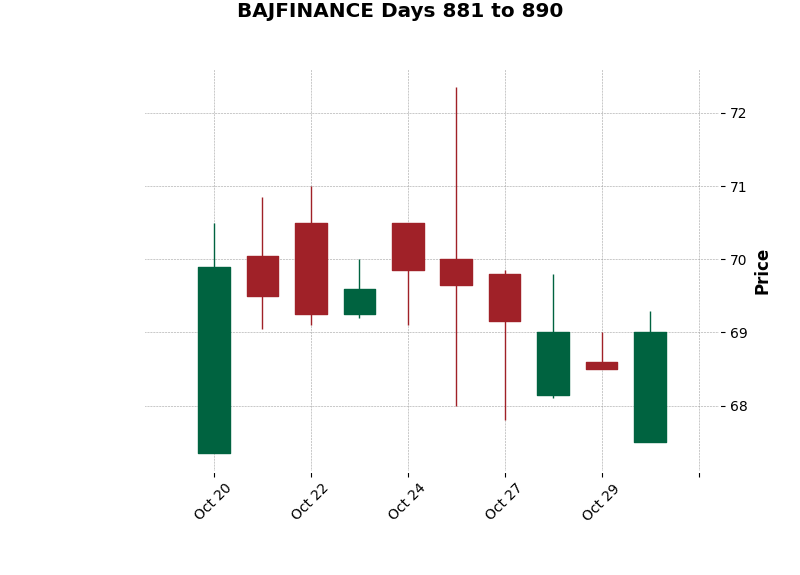 BAJFINANCE Days 881 to 890
72
71
70
69
68
Price
Oct 20
Oct 22
Oct 24
Oct 27
Oct 29